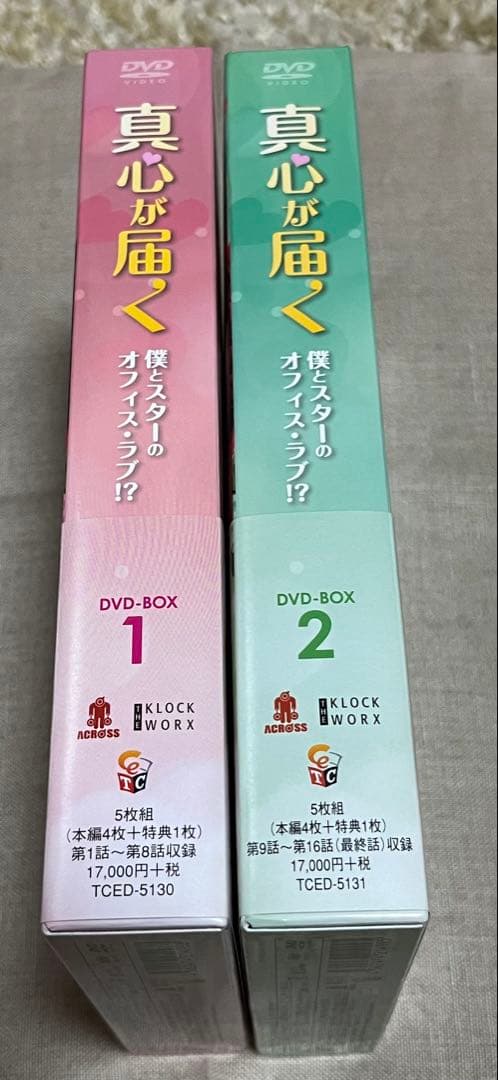 DVD
VIDEO
真心が届く
僕とスターの
オフィス・ラブ!?
DVD-BOX
1
ACROSS
THE KLOCK
WORX
TC
5枚組
(本編4枚+特典1枚)
第1話～第8話収録
17,000円+税
TCED-5130
DVD
VIDEO
真心が届く
僕とスターの
オフィス・ラブ!?
DVD-BOX
2
ACROSS
THE KLOCK
WORX
TC
5枚組
(本編4枚+特典1枚)
第9話～第16話(最終話)収録
17,000円+税
TCED-5131